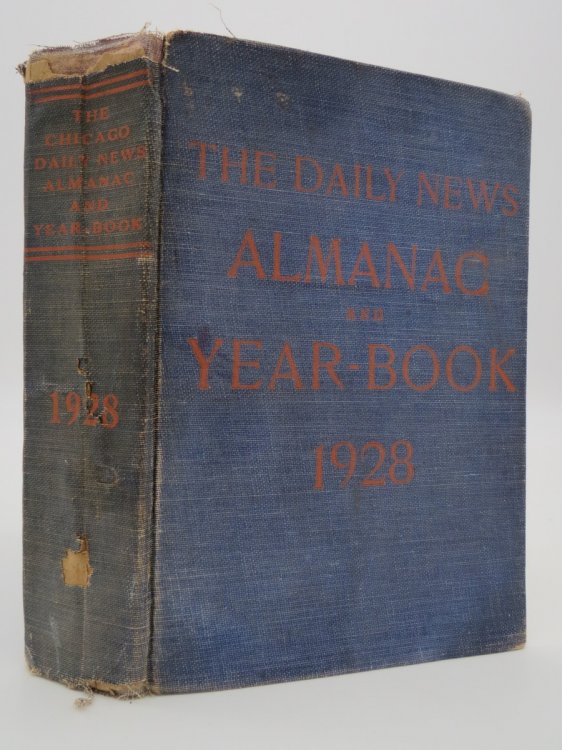 THE
CHICAGO
DAILY NEWS
ALMANAC
AND
YEAR-BOOK
1928
THE DAILY NEWS
ALMANAC
AND
YEAR-BOOK
1928